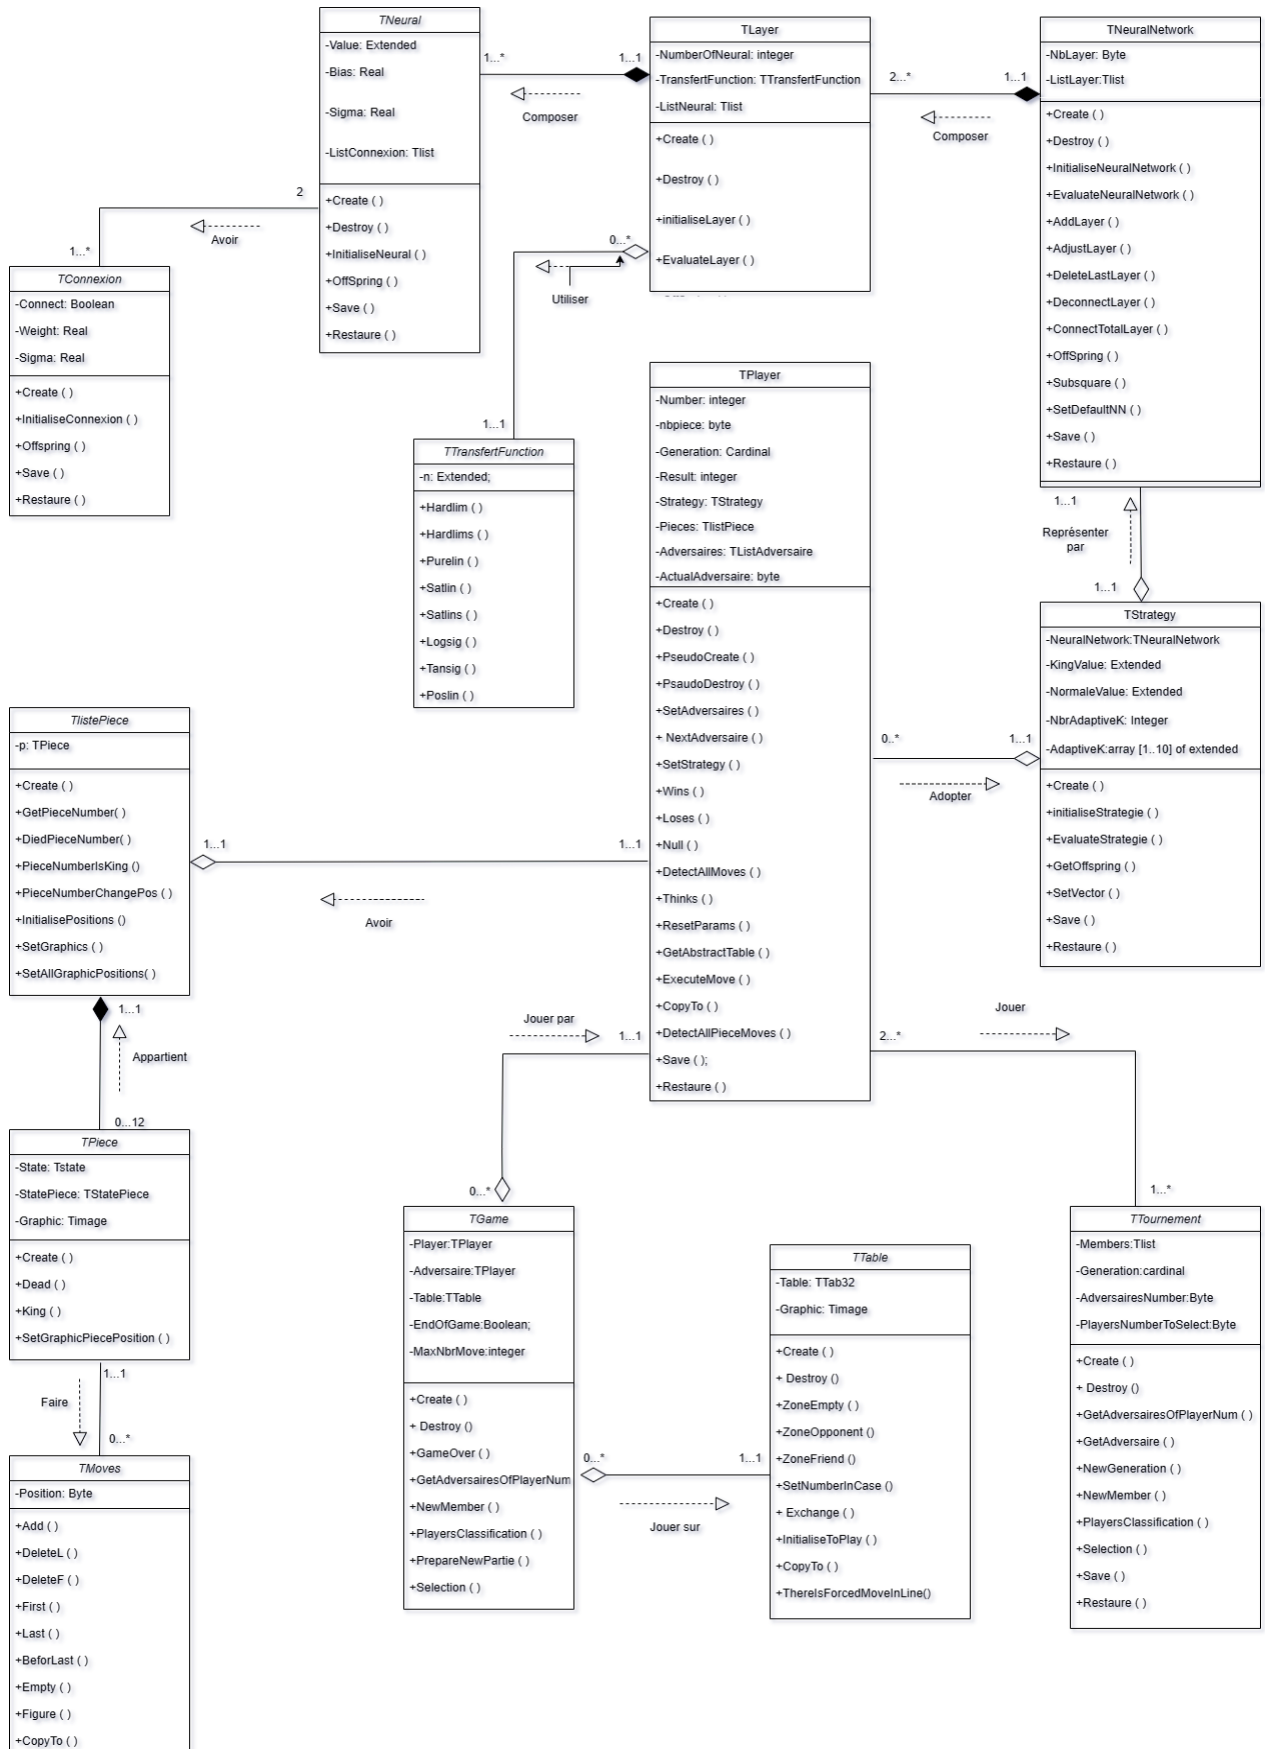 TNeural
-Value: Extended
-Bias: Real
-Sigma: Real
-ListConnexion: Tlist
+Create ( )
+Destroy ( )
+InitialiseNeural ( )
+OffSpring ( )
+Save ( )
+Restaure ( )
1...*
1...1
Composer
TLayer
-NumberOfNeural: integer
-TransfertFunction: TTransfertFunction
-ListNeural: Tlist
+Create ( )
+Destroy ( )
+initialiseLayer ( )
+EvaluateLayer ( )
2...*
1...1
Composer
TNeuralNetwork
-NbLayer: Byte
-ListLayer:Tlist
+Create ( )
+Destroy ( )
+InitialiseNeuralNetwork ( )
+EvaluateNeuralNetwork ( )
+AddLayer ( )
+AdjustLayer ( )
+DeleteLastLayer ( )
+DeconnectLayer ( )
+ConnectTotalLayer ( )
+OffSpring ( )
+Subsquare ( )
+SetDefaultNN ( )
+Save ( )
+Restaure ( )
2
Avoir
1...*
TConnexion
-Connect: Boolean
-Weight: Real
-Sigma: Real
+Create ( )
+InitialiseConnexion ( )
+Offspring ( )
+Save ( )
+Restaure ( )
0...*
Utiliser
1...1
TTransfertFunction
-n: Extended;
+Hardlim ( )
+Hardlims ( )
+Purelin ( )
+Satlin ( )
+Satlins ( )
+Logsig ( )
+Tansig ( )
+Poslin ( )
TPlayer
-Number: integer
-nbpiece: byte
-Generation: Cardinal
-Result: integer
-Strategy: TStrategy
-Pieces: TlistPiece
-Adversaires: TListAdversaire
-ActualAdversaire: byte
+Create ( )
+Destroy ( )
+PseudoCreate ( )
+PsaudoDestroy ( )
+SetAdversaires ( )
+ NextAdversaire ( )
+SetStrategy ( )
+Wins ( )
+Loses ( )
+Null ( )
+DetectAllMoves ( )
+Thinks ( )
+ResetParams ( )
+GetAbstractTable ( )
+ExecuteMove ( )
+CopyTo ( )
+DetectAllPieceMoves ( )
+Save ( );
+Restaure ( )
1...1
Représenter
par
1...1
TStrategy
-NeuralNetwork:TNeuralNetwork
-KingValue: Extended
-NormaleValue: Extended
-NbrAdaptiveK: Integer
-AdaptiveK:array [1..10] of extended
+Create ( )
+initialiseStrategie ( )
+EvaluateStrategie ( )
+GetOffspring ( )
+SetVector ( )
+Save ( )
+Restaure ( )
0..*
1...1
Adopter
TlistePiece
-p: TPiece
+Create ( )
+GetPieceNumber( )
+DiedPieceNumber( )
+PieceNumberIsKing ()
+PieceNumberChangePos ( )
+InitialisePositions ()
+SetGraphics ( )
+SetAllGraphicPositions( )
1...1
1...1
Avoir
1...1
Appartient
0...12
TPiece
-State: Tstate
-StatePiece: TStatePiece
-Graphic: Timage
+Create ( )
+Dead ( )
+King ( )
+SetGraphicPiecePosition ( )
1...1
Faire
0...*
TMoves
-Position: Byte
+Add ( )
+DeleteL ( )
+DeleteF ( )
+First ( )
+Last ( )
+BeforLast ( )
+Empty ( )
+Figure ( )
+CopyTo ( )
Jouer par
1...1
0...*
TGame
-Player:TPlayer
-Adversaire:TPlayer
-Table:TTable
-EndOfGame:Boolean;
-MaxNbrMove:integer
+Create ( )
+ Destroy ()
+GameOver ( )
+GetAdversairesOfPlayerNum
+NewMember ( )
+PlayersClassification ( )
+PrepareNewPartie ( )
+Selection ( )
0...*
1...1
Jouer sur
TTable
-Table: TTab32
-Graphic: Timage
+Create ( )
+ Destroy ()
+ZoneEmpty ( )
+ZoneOpponent ()
+ZoneFriend ()
+SetNumberInCase ()
+ Exchange ( )
+InitialiseToPlay ( )
+CopyTo ( )
+ThereIsForcedMoveInLine()
Jouer
2...*
1...*
TTournement
-Members:Tlist
-Generation:cardinal
-AdversairesNumber:Byte
-PlayersNumberToSelect:Byte
+Create ( )
+ Destroy ()
+GetAdversairesOfPlayerNum ( )
+GetAdversaire ( )
+NewGeneration ( )
+NewMember ( )
+PlayersClassification ( )
+Selection ( )
+Save ( )
+Restaure ( )